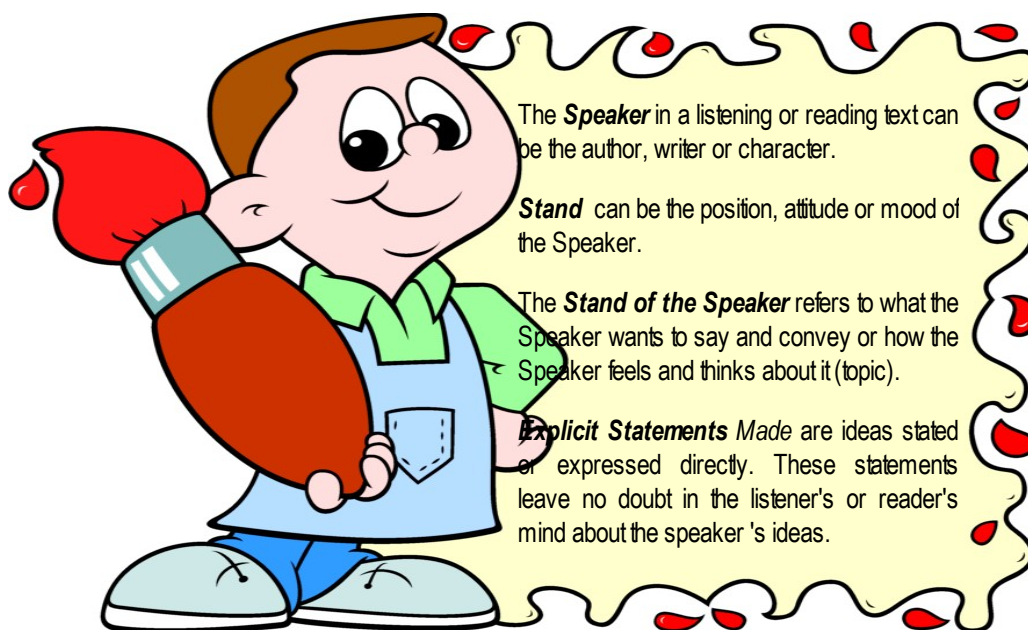 The Speaker in a listening or reading text can
be the author, writer or character.
Stand can be the position, attitude or mood of
the Speaker.
The Stand of the Speaker refers to what the
Speaker wants to say and convey or how the
Speaker feels and thinks about it (topic).
Explicit Statements Made are ideas stated
or expressed directly. These statements
leave no doubt in the listener's or reader's
mind about the speaker 's ideas.